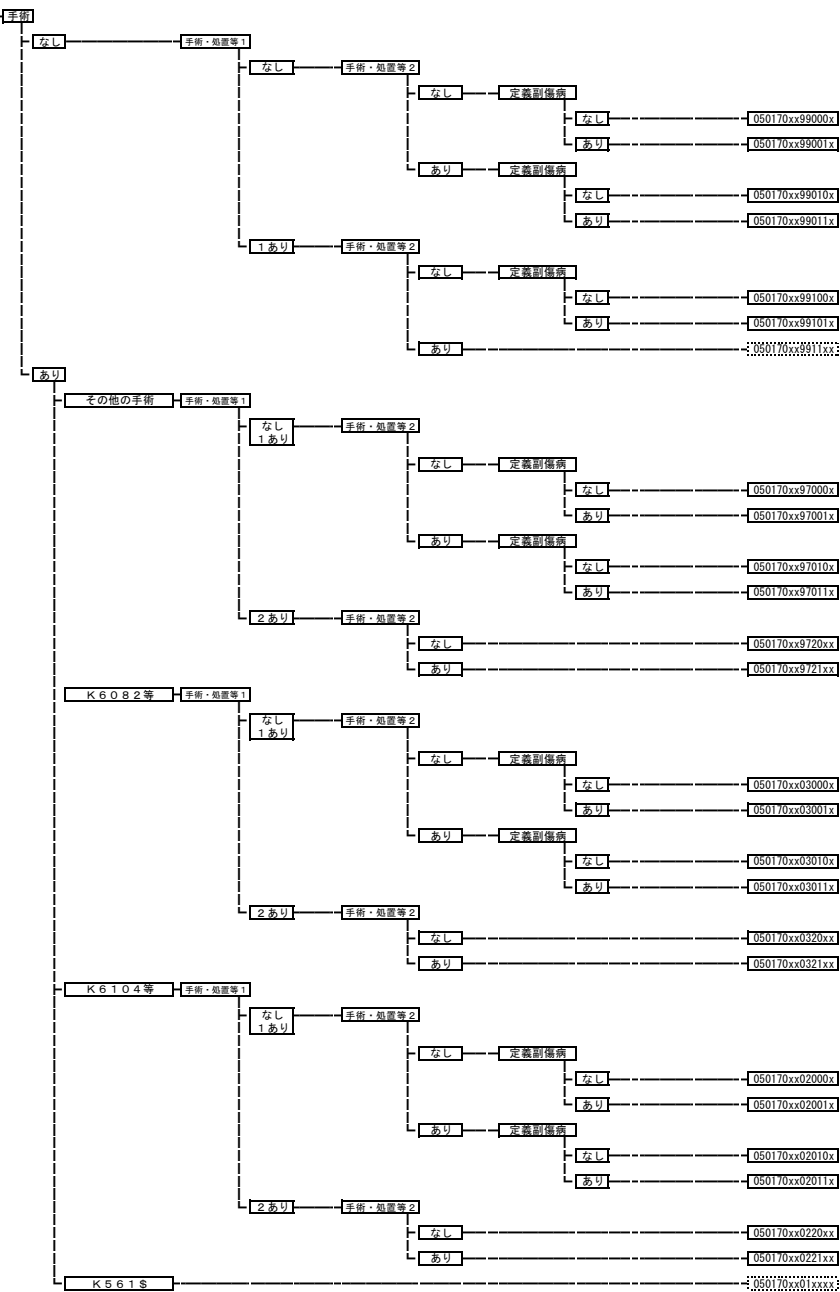 手術
なし 手術・処置等1
なし 手術・処置等2
なし 定義副傷病
なし 050170xx99000x
あり 050170xx99001x
あり 定義副傷病
なし 050170xx99010x
あり 050170xx99011x
1あり 手術・処置等2
なし 定義副傷病
なし 050170xx99100x
あり 050170xx99101x
あり 050170xx9911xx
あり
その他の手術 手術・処置等1
なし 手術・処置等2
1あり
なし 定義副傷病
なし 050170xx97000x
あり 050170xx97001x
あり 定義副傷病
なし 050170xx97010x
あり 050170xx97011x
2あり 手術・処置等2
なし 050170xx9720xx
あり 050170xx9721xx
K6082等 手術・処置等1
なし 手術・処置等2
1あり
なし 定義副傷病
なし 050170xx03000x
あり 050170xx03001x
あり 定義副傷病
なし 050170xx03010x
あり 050170xx03011x
2あり 手術・処置等2
なし 050170xx0320xx
あり 050170xx0321xx
K6104等 手術・処置等1
なし 手術・処置等2
1あり
なし 定義副傷病
なし 050170xx02000x
あり 050170xx02001x
あり 定義副傷病
なし 050170xx02010x
あり 050170xx02011x
2あり 手術・処置等2
なし 050170xx0220xx
あり 050170xx0221xx
K561$ 050170xx01xxxx